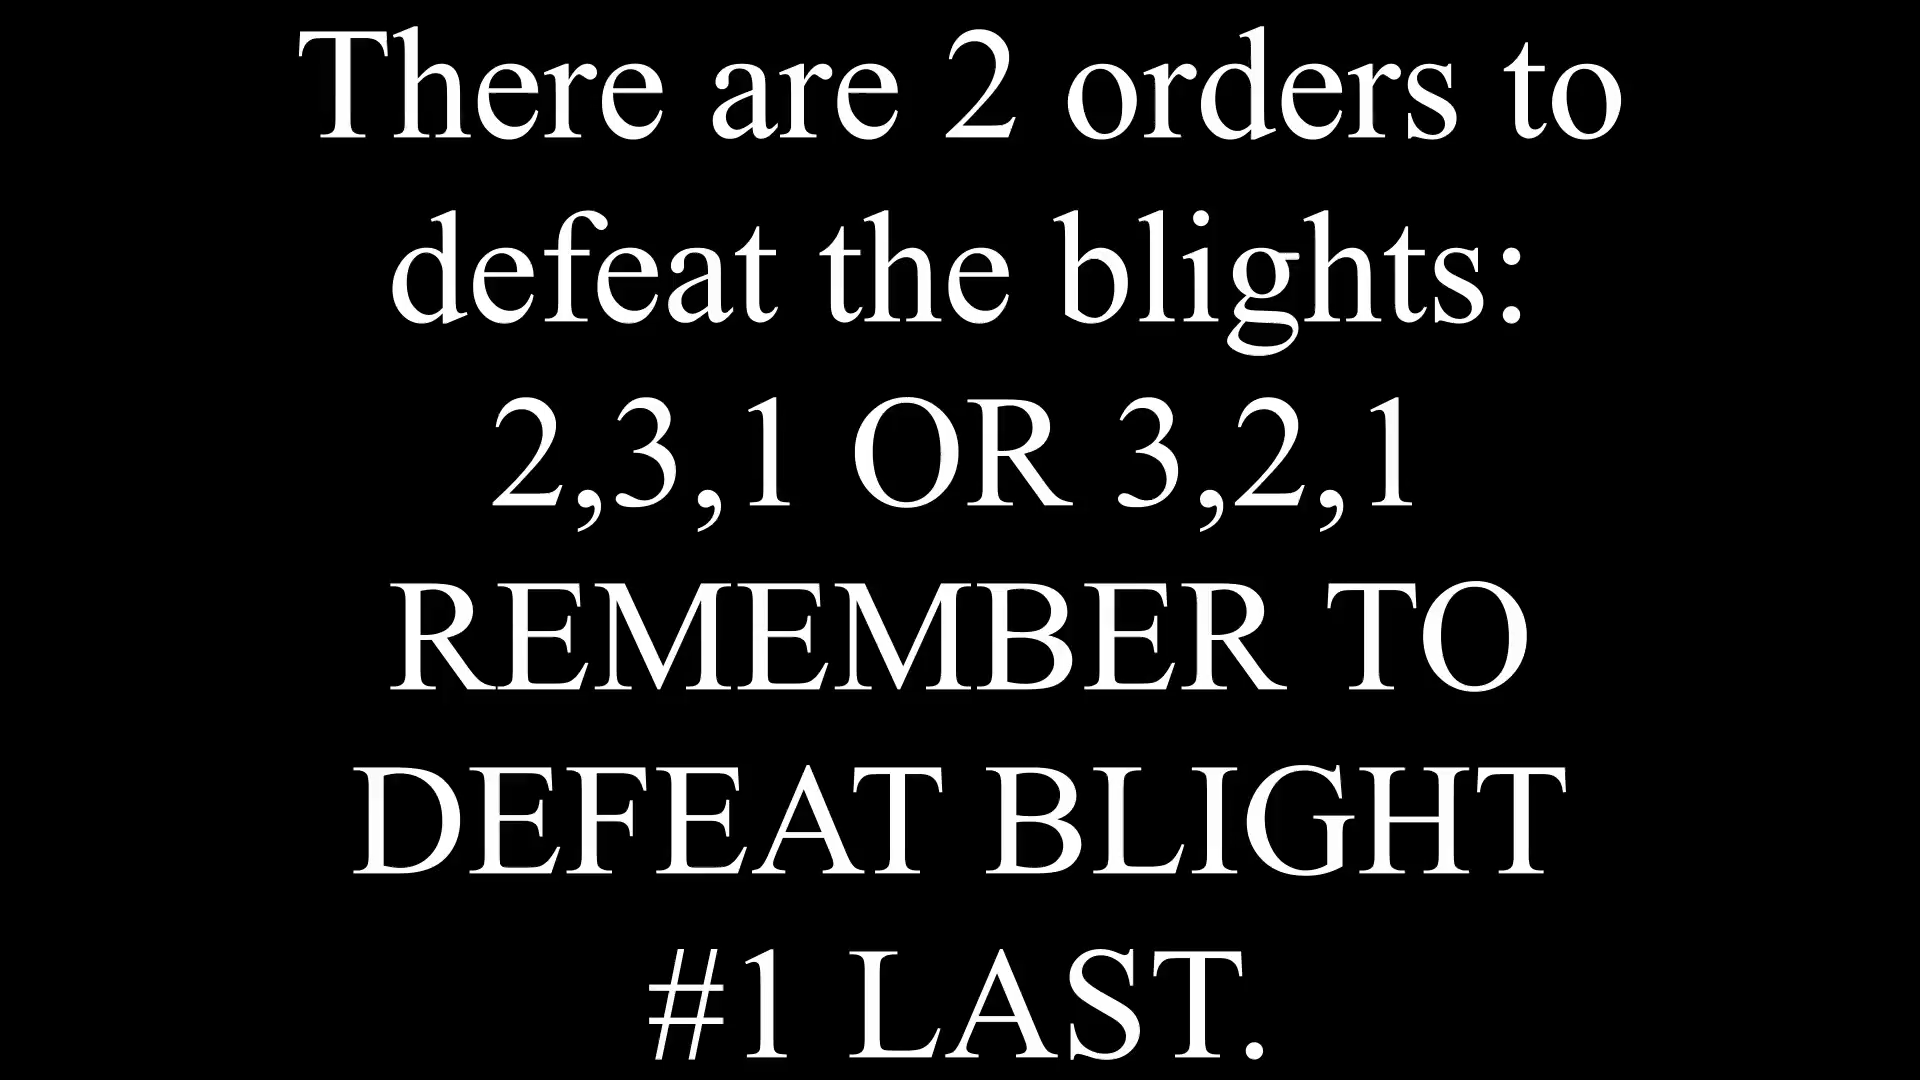 There are 2 orders to
defeat the blights:
2,3,1 OR 3,2,1
REMEMBER TO
DEFEAT BLIGHT
#1 LAST.